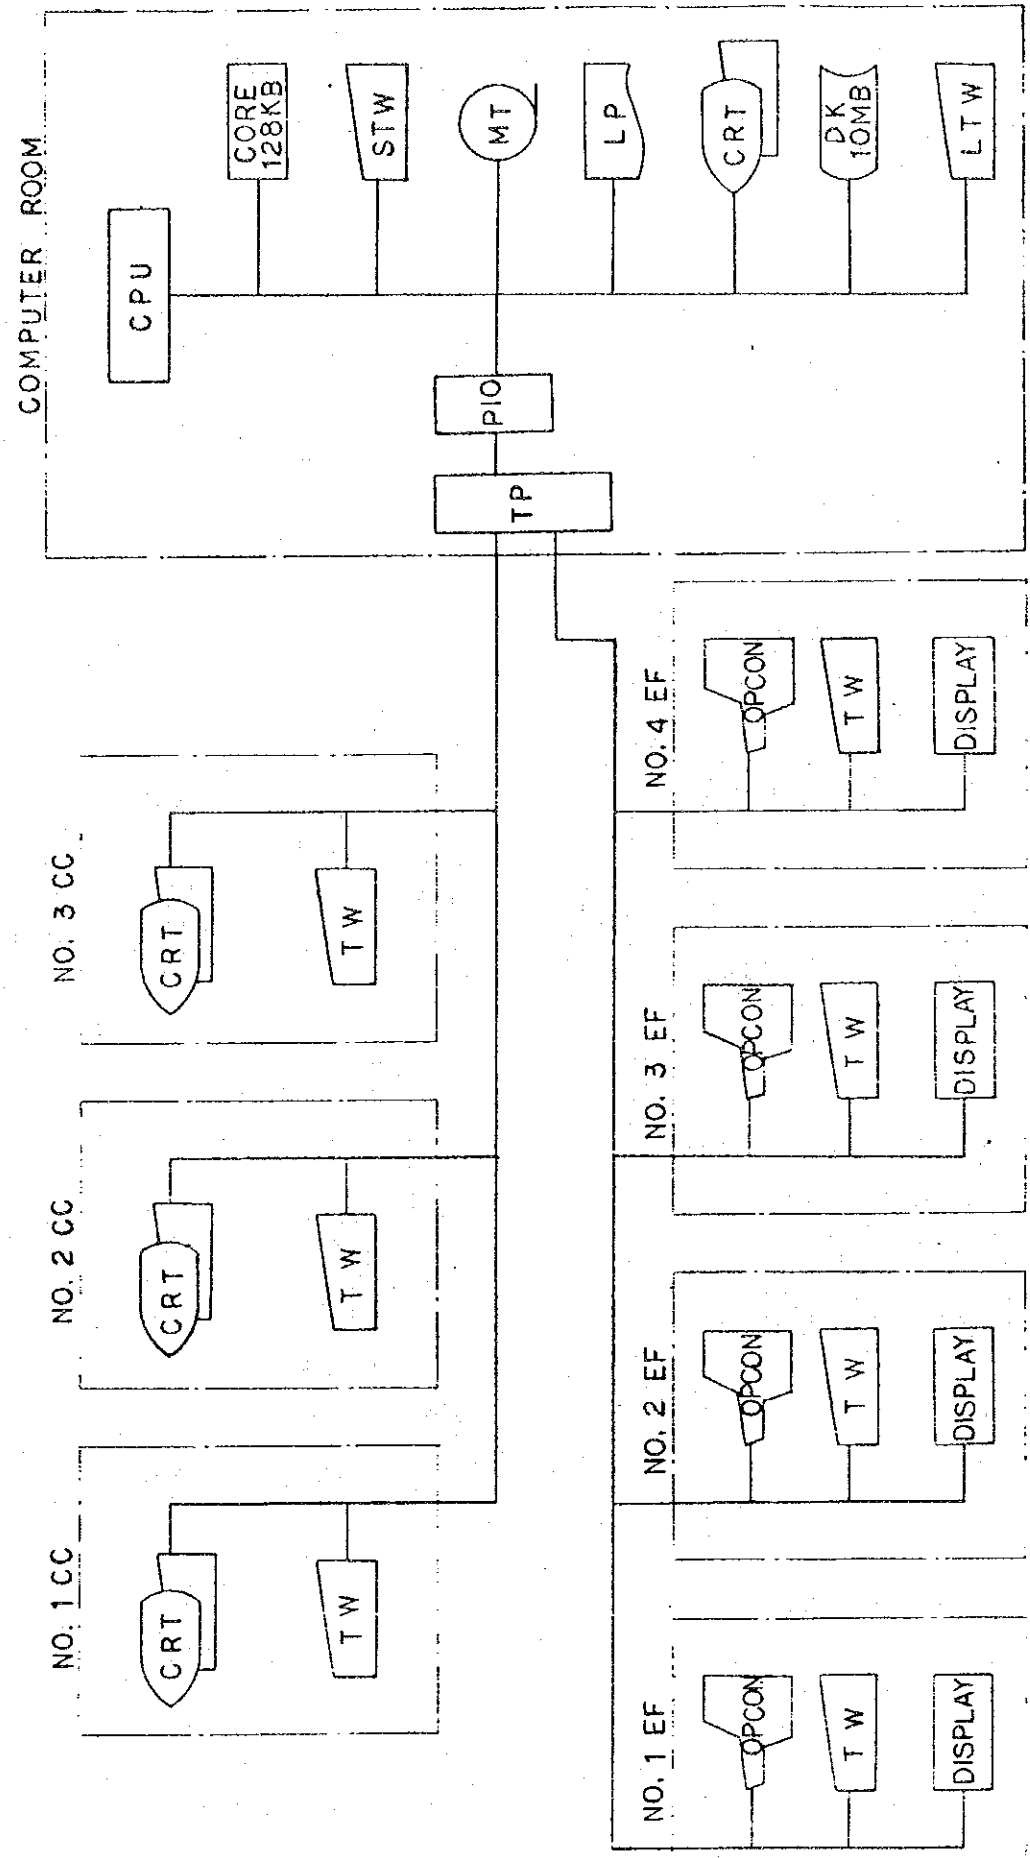 COMPUTER ROOM
CPU
CORE
128KB
STW
MT
LP
CRT
DK
10MB
LTW
PIO
TP
NO. 1 CC
CRT
TW
NO. 2 CC
CRT
TW
NO. 3 CC
CRT
TW
NO. 1 EF
OPCON
TW
DISPLAY
NO. 2 EF
OPCON
TW
DISPLAY
NO. 3 EF
OPCON
TW
DISPLAY
NO. 4 EF
OPCON
TW
DISPLAY